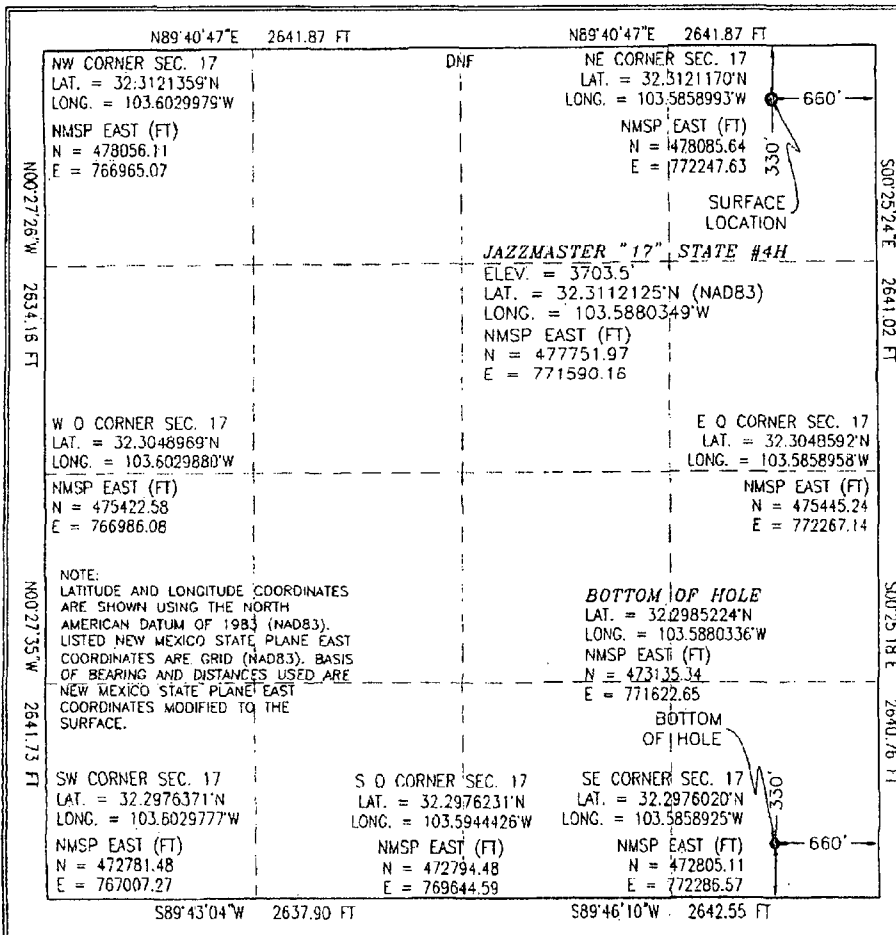 N89°40'47"E 2641.87 FT
N89°40'47"E 2641.87 FT
NW CORNER SEC. 17
LAT. = 32.3121359°N
LONG. = 103.6029979°W
NMSP EAST (FT)
N = 478056.11
E = 766965.07
DNF
NE CORNER SEC. 17
LAT. = 32.3121170°N
LONG. = 103.5858993°W
NMSP EAST (FT)
N = 478085.64
E = 772247.63
660'
330'
SURFACE
LOCATION
N00°27'26"W 2634.16 FT
S00°25'24"E 2641.02 FT
JAZZMASTER "17" STATE #4H
ELEV. = 3703.5'
LAT. = 32.3112125°N (NAD83)
LONG. = 103.5880349°W
NMSP EAST (FT)
N = 477751.97
E = 771590.16
W Q CORNER SEC. 17
LAT. = 32.3048969°N
LONG. = 103.6029880°W
NMSP EAST (FT)
N = 475422.58
E = 766986.08
E Q CORNER SEC. 17
LAT. = 32.3048592°N
LONG. = 103.5858958°W
NMSP EAST (FT)
N = 475445.24
E = 772267.14
NOTE:
LATITUDE AND LONGITUDE COORDINATES
ARE SHOWN USING THE NORTH
AMERICAN DATUM OF 1983 (NAD83).
LISTED NEW MEXICO STATE PLANE EAST
COORDINATES ARE GRID (NAD83). BASIS
OF BEARING AND DISTANCES USED ARE
NEW MEXICO STATE PLANE EAST
COORDINATES MODIFIED TO THE
SURFACE.
BOTTOM OF HOLE
LAT. = 32.2985224°N
LONG. = 103.5880336°W
NMSP EAST (FT)
N = 473135.34
E = 771622.65
BOTTOM
OF HOLE
N00°27'35"W 2641.73 FT
S00°25'18"E 2640.76 FT
SW CORNER SEC. 17
LAT. = 32.2976371°N
LONG. = 103.6029777°W
NMSP EAST (FT)
N = 472781.48
E = 767007.27
S Q CORNER SEC. 17
LAT. = 32.2976231°N
LONG. = 103.5944426°W
NMSP EAST (FT)
N = 472794.48
E = 769644.59
SE CORNER SEC. 17
LAT. = 32.2976020°N
LONG. = 103.5858925°W
NMSP EAST (FT)
N = 472805.11
E = 772286.57
330'
660'
S89°43'04"W 2637.90 FT
S89°46'10"W 2642.55 FT